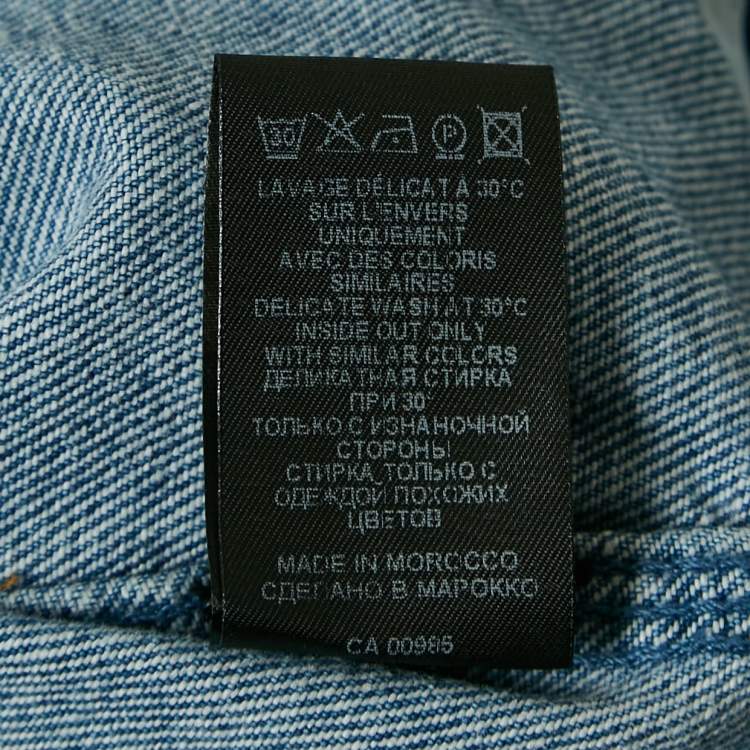 30 P
LAVAGE DÉLICAT À 30°C
SUR L'ENVERS
UNIQUEMENT
AVEC DES COLORIS
SIMILAIRES
DELICATE WASH AT 30°C
INSIDE OUT ONLY
WITH SIMILAR COLORS
ДЕЛИКАТНАЯ СТИРКА
ПРИ 30°
ТОЛЬКО С ИЗНАНОЧНОЙ
СТОРОНЫ
СТИРКА ТОЛЬКО С
ОДЕЖДОЙ ПОХОЖИХ
ЦВЕТОВ
MADE IN MOROCCO
СДЕЛАНО В МАРОККО
CA 00985